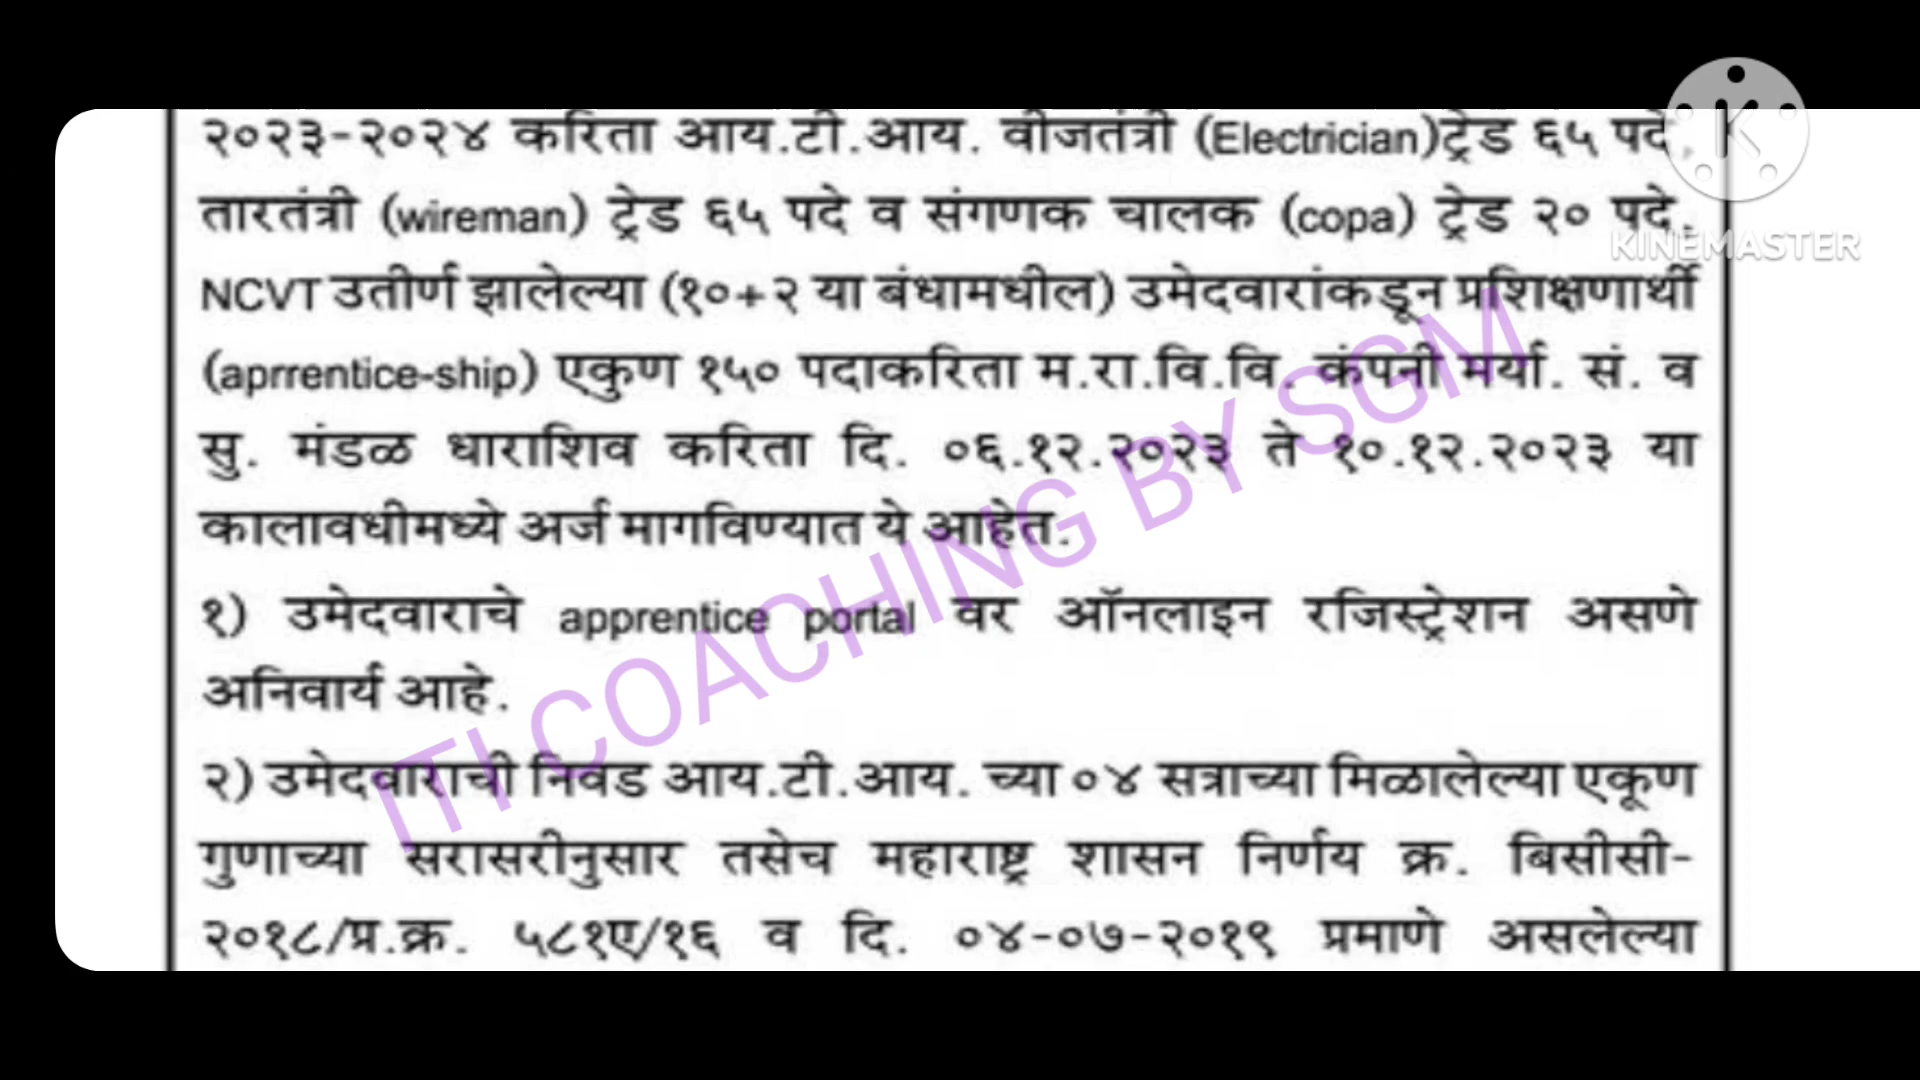 २०२३-२०२४ करिता आय.टी.आय. वीजतंत्री (Electrician)ट्रेड ६५ पदे,
तारतंत्री (wireman) ट्रेड ६५ पदे व संगणक चालक (copa) ट्रेड २० पदे.
KINEMASTER
NCVT उतीर्ण झालेल्या (१०+२ या बंधामधील) उमेदवारांकडून प्रशिक्षणार्थी
(aprrentice-ship) एकुण १५० पदाकरिता म.रा.वि.वि. कंपनी मर्या. सं. व
सु. मंडळ धाराशिव करिता दि. ०६.१२.२०२३ ते १०.१२.२०२३ या
कालावधीमध्ये अर्ज मागविण्यात ये आहेत.
ITI COACHING BY SGM
१) उमेदवाराचे apprentice portal वर ऑनलाइन रजिस्ट्रेशन असणे
अनिवार्य आहे.
२) उमेदवाराची निवड आय.टी.आय. च्या ०४ सत्राच्या मिळालेल्या एकूण
गुणाच्या सरासरीनुसार तसेच महाराष्ट्र शासन निर्णय क्र. बिसीसी-
२०१८/प्र.क्र. ५८१ए/१६ व दि. ०४-०७-२०१९ प्रमाणे असलेल्या